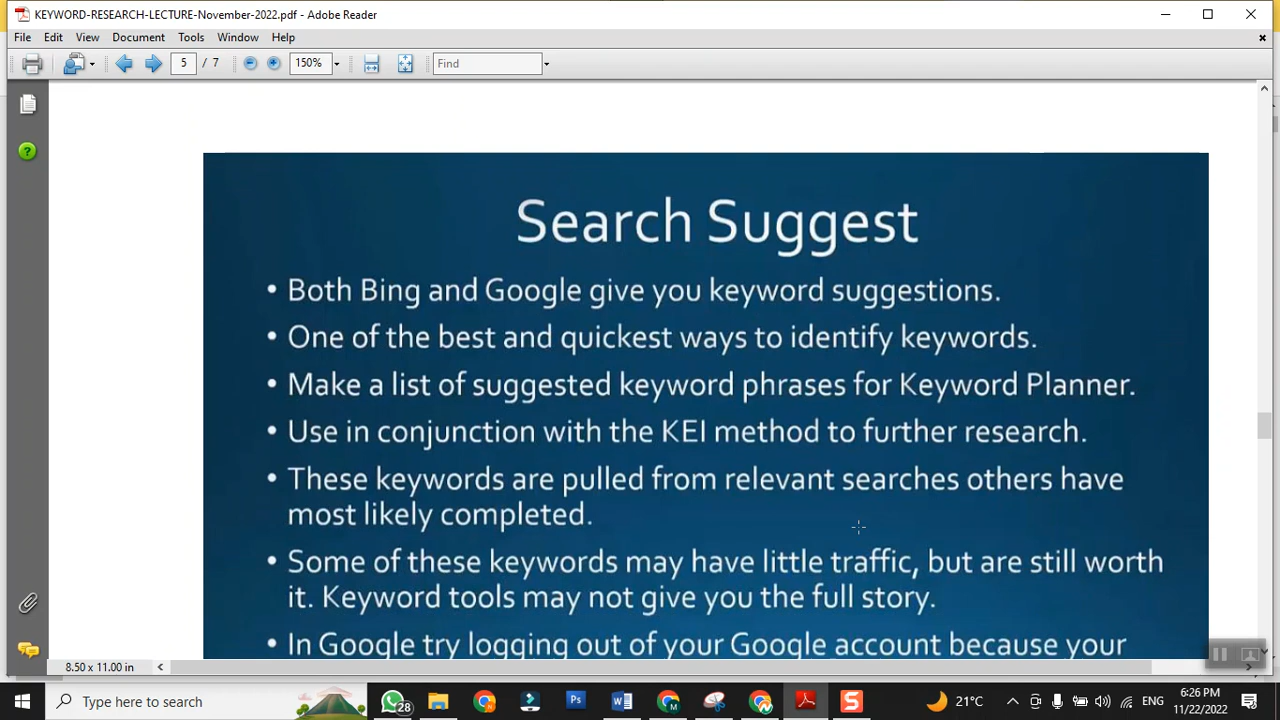 KEYWORD-RESEARCH-LECTURE-November-2022.pdf - Adobe Reader
File Edit View Document Tools Window Help
5 / 7 150% Find
Search Suggest
• Both Bing and Google give you keyword suggestions.
• One of the best and quickest ways to identify keywords.
• Make a list of suggested keyword phrases for Keyword Planner.
• Use in conjunction with the KEI method to further research.
• These keywords are pulled from relevant searches others have
most likely completed.
• Some of these keywords may have little traffic, but are still worth
it. Keyword tools may not give you the full story.
• In Google try logging out of your Google account because your
8.50 x 11.00 in
Type here to search
28
Ps
W
21°C
ENG
6:26 PM
11/22/2022